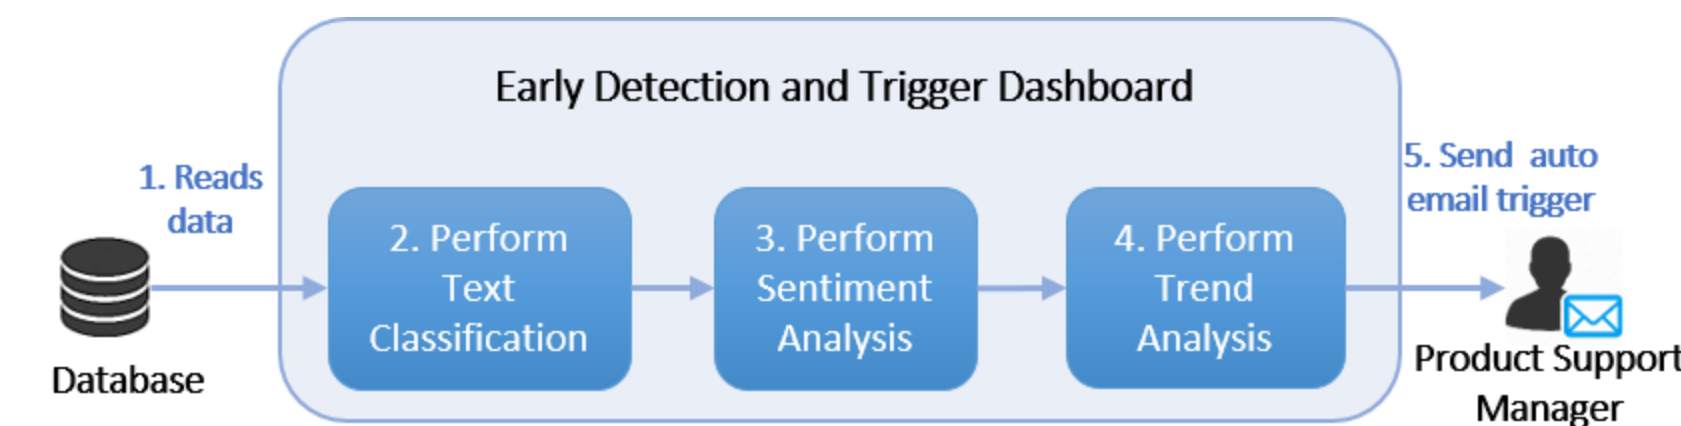 Early Detection and Trigger Dashboard
1. Reads
data
Database
2. Perform
Text
Classification
3. Perform
Sentiment
Analysis
4. Perform
Trend
Analysis
5. Send  auto
email trigger
Product Support
Manager